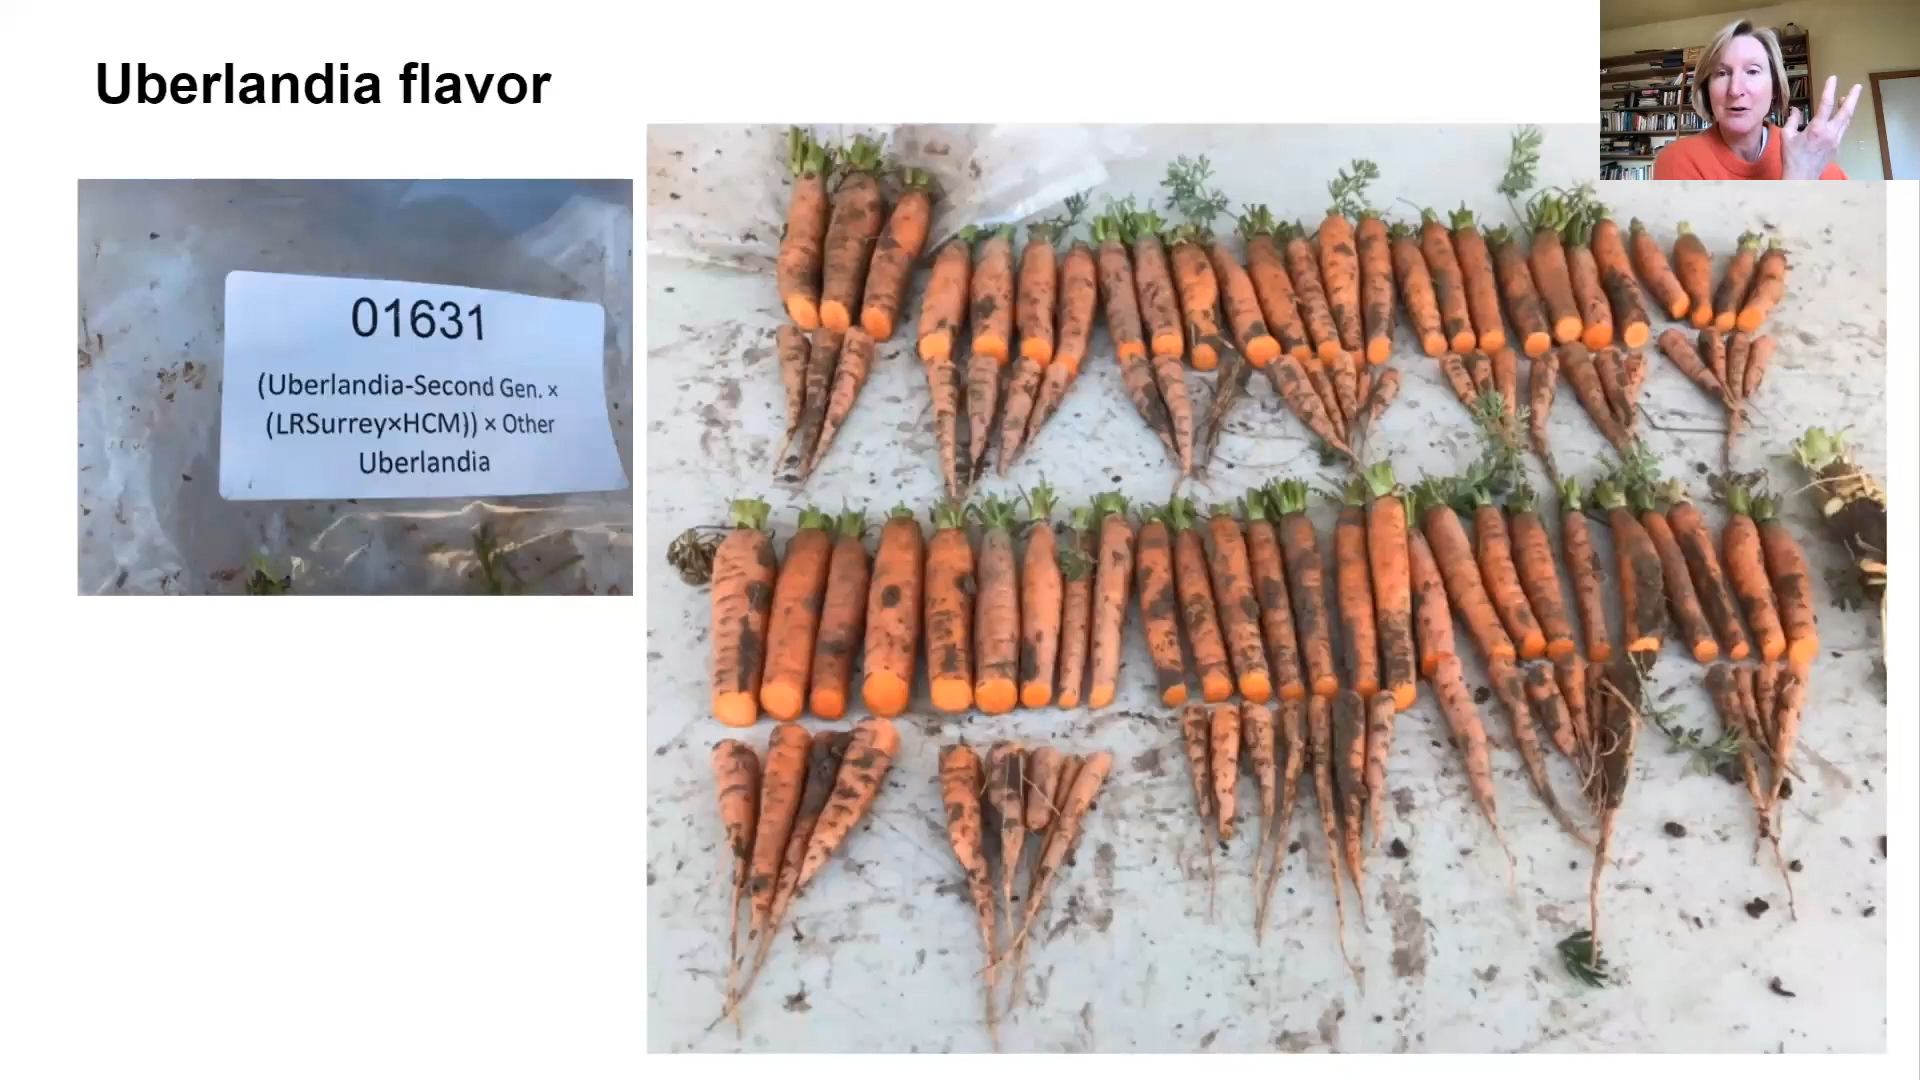 Uberlandia flavor
01631
(Uberlandia-Second Gen. ×
(LRSurrey×HCM)) × Other
Uberlandia